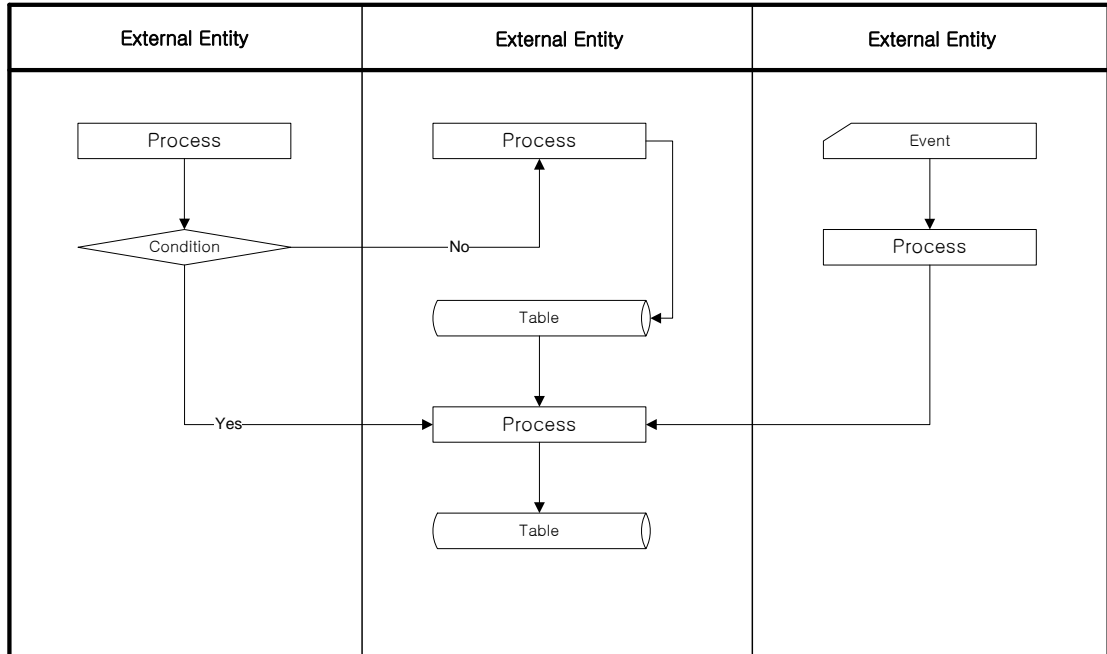 External Entity
External Entity
External Entity
Process
Process
Event
Condition
No
Process
Table
Yes
Process
Table